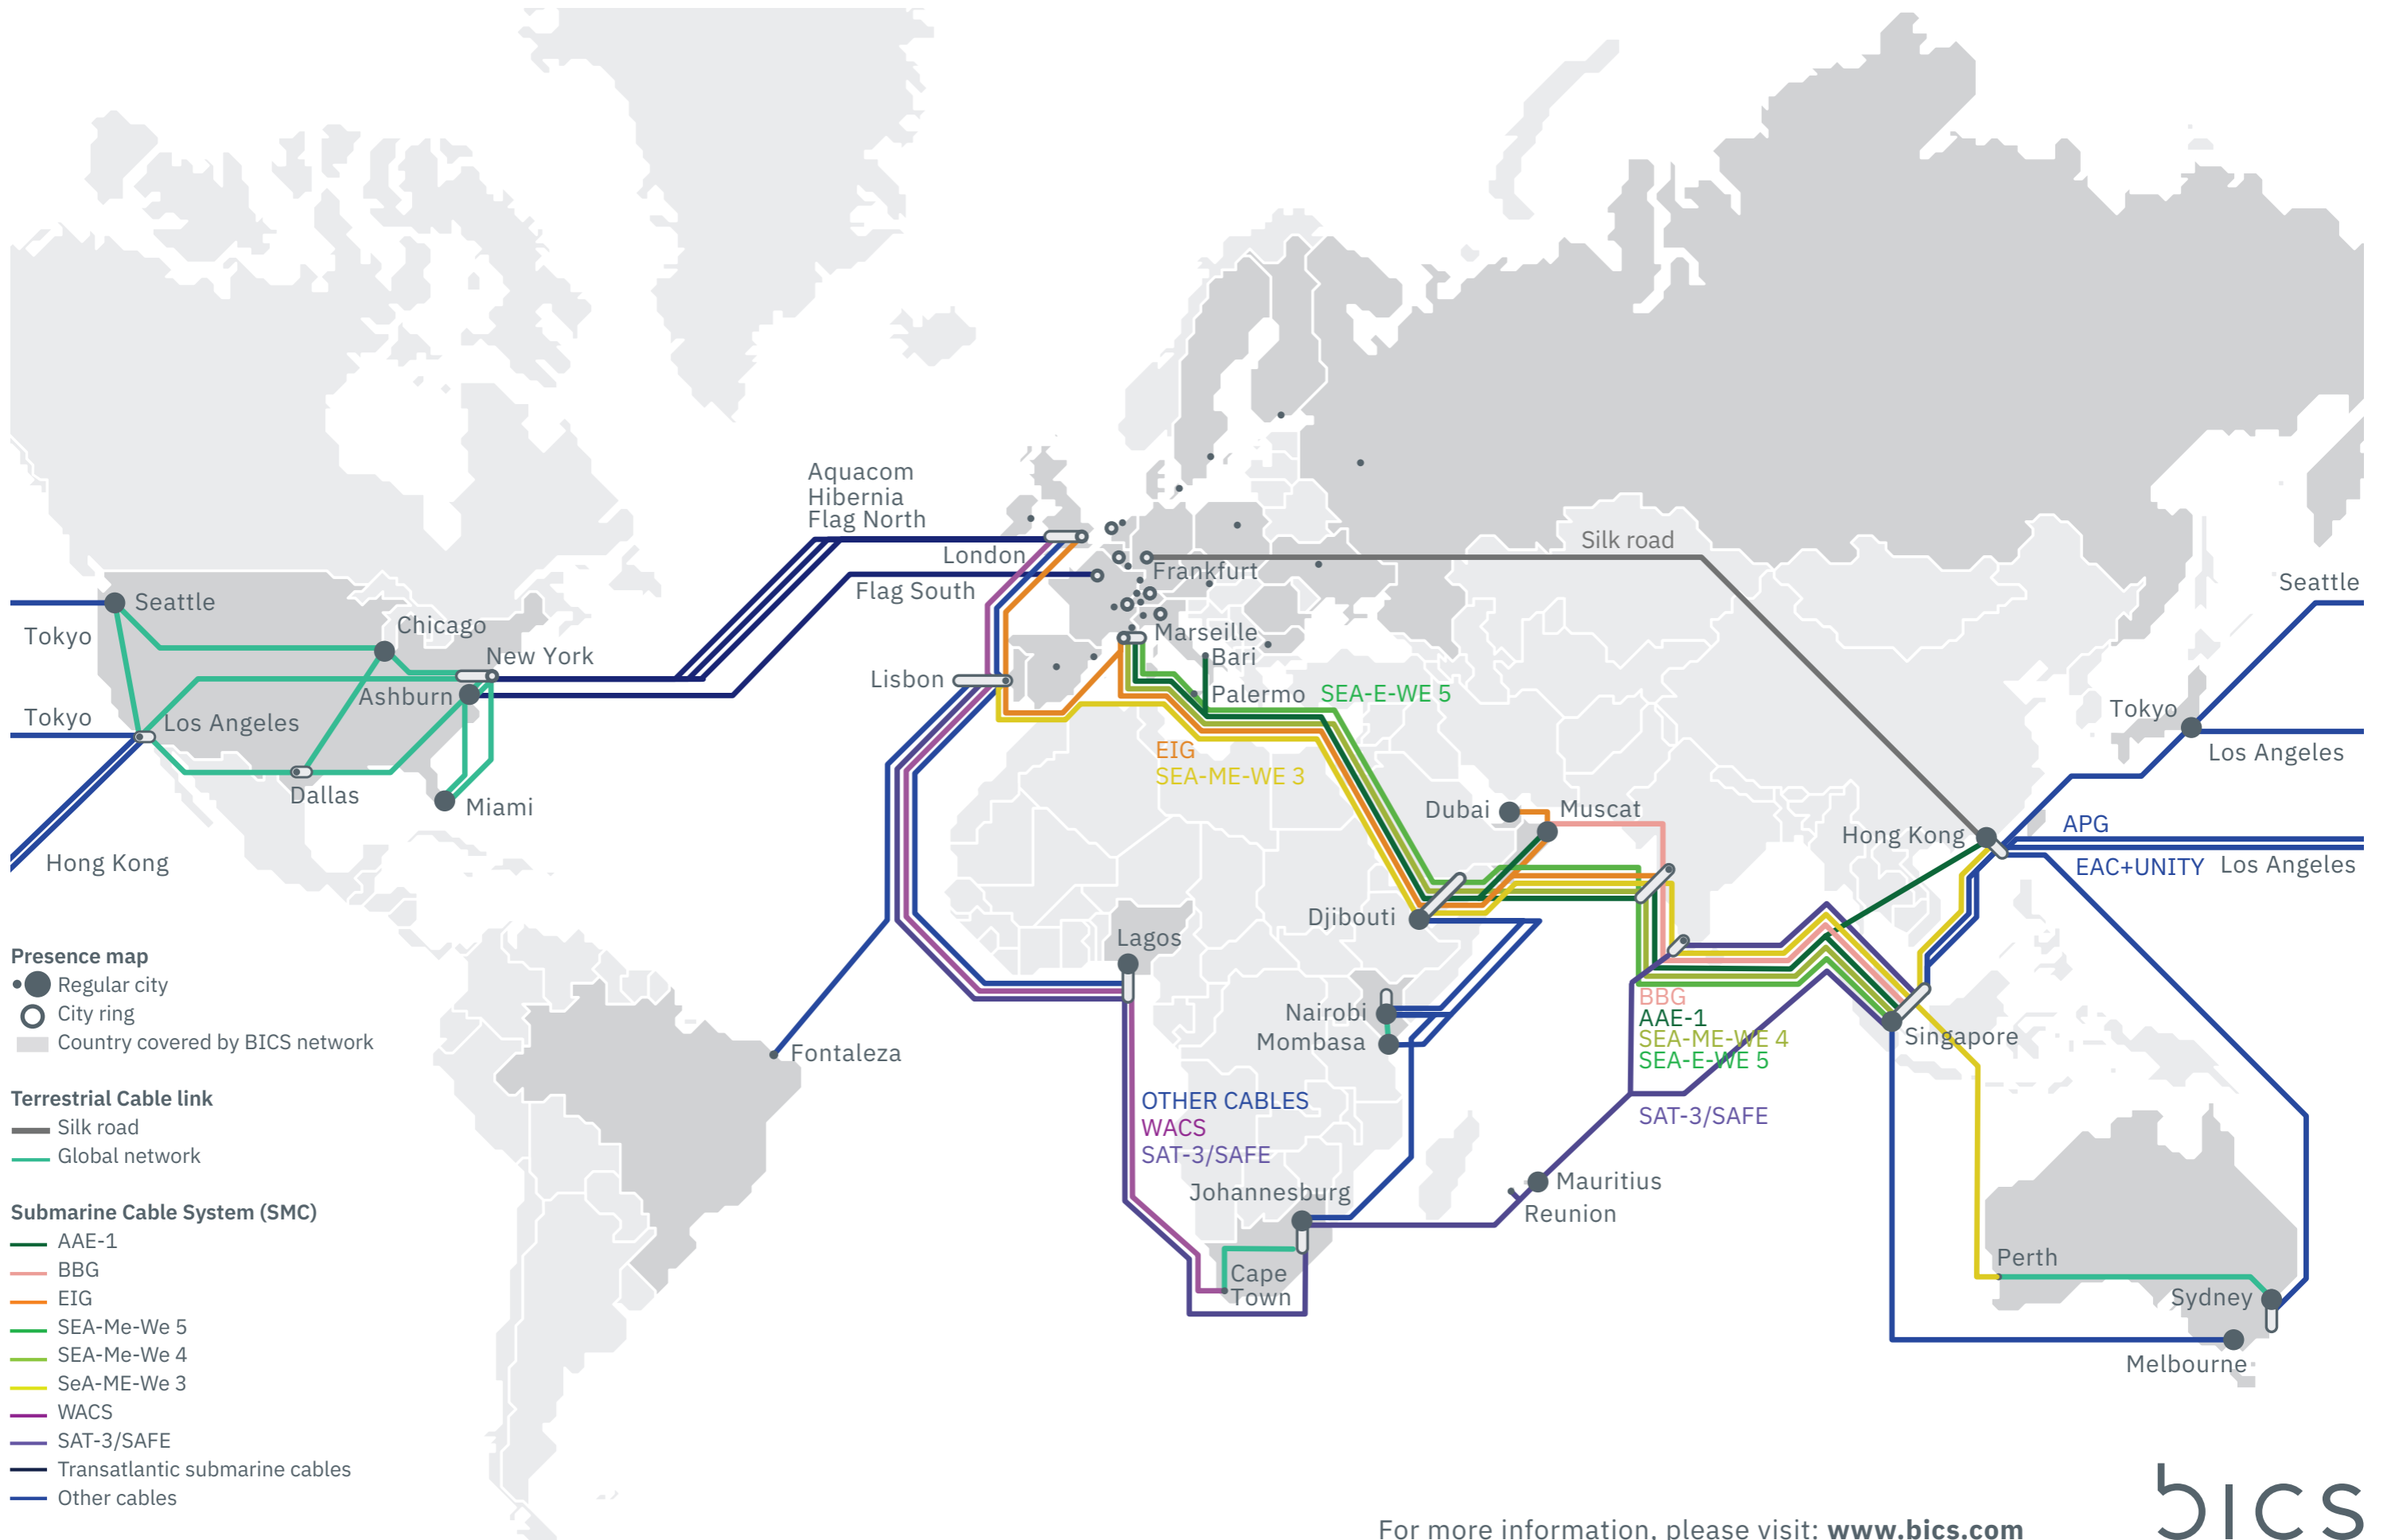 Aquacom
Hibernia
Flag North
London
Flag South
Frankfurt
Silk road
Seattle
Tokyo
Chicago
New York
Ashburn
Tokyo
Los Angeles
Dallas
Miami
Hong Kong
Lisbon
Marseille
Bari
Palermo
SEA-E-WE 5
EIG
SEA-ME-WE 3
Seattle
Tokyo
Los Angeles
Dubai
Muscat
Hong Kong
APG
EAC+UNITY
Los Angeles
Djibouti
Lagos
Nairobi
Mombasa
Fontaleza
BBG
AAE-1
SEA-ME-WE 4
SEA-E-WE 5
Singapore
SAT-3/SAFE
OTHER CABLES
WACS
SAT-3/SAFE
Johannesburg
Mauritius
Reunion
Cape
Town
Perth
Sydney
Melbourne
Presence map
Regular city
City ring
Country covered by BICS network
Terrestrial Cable link
Silk road
Global network
Submarine Cable System (SMC)
AAE-1
BBG
EIG
SEA-Me-We 5
SEA-Me-We 4
SeA-ME-We 3
WACS
SAT-3/SAFE
Transatlantic submarine cables
Other cables
For more information, please visit: www.bics.com
bics